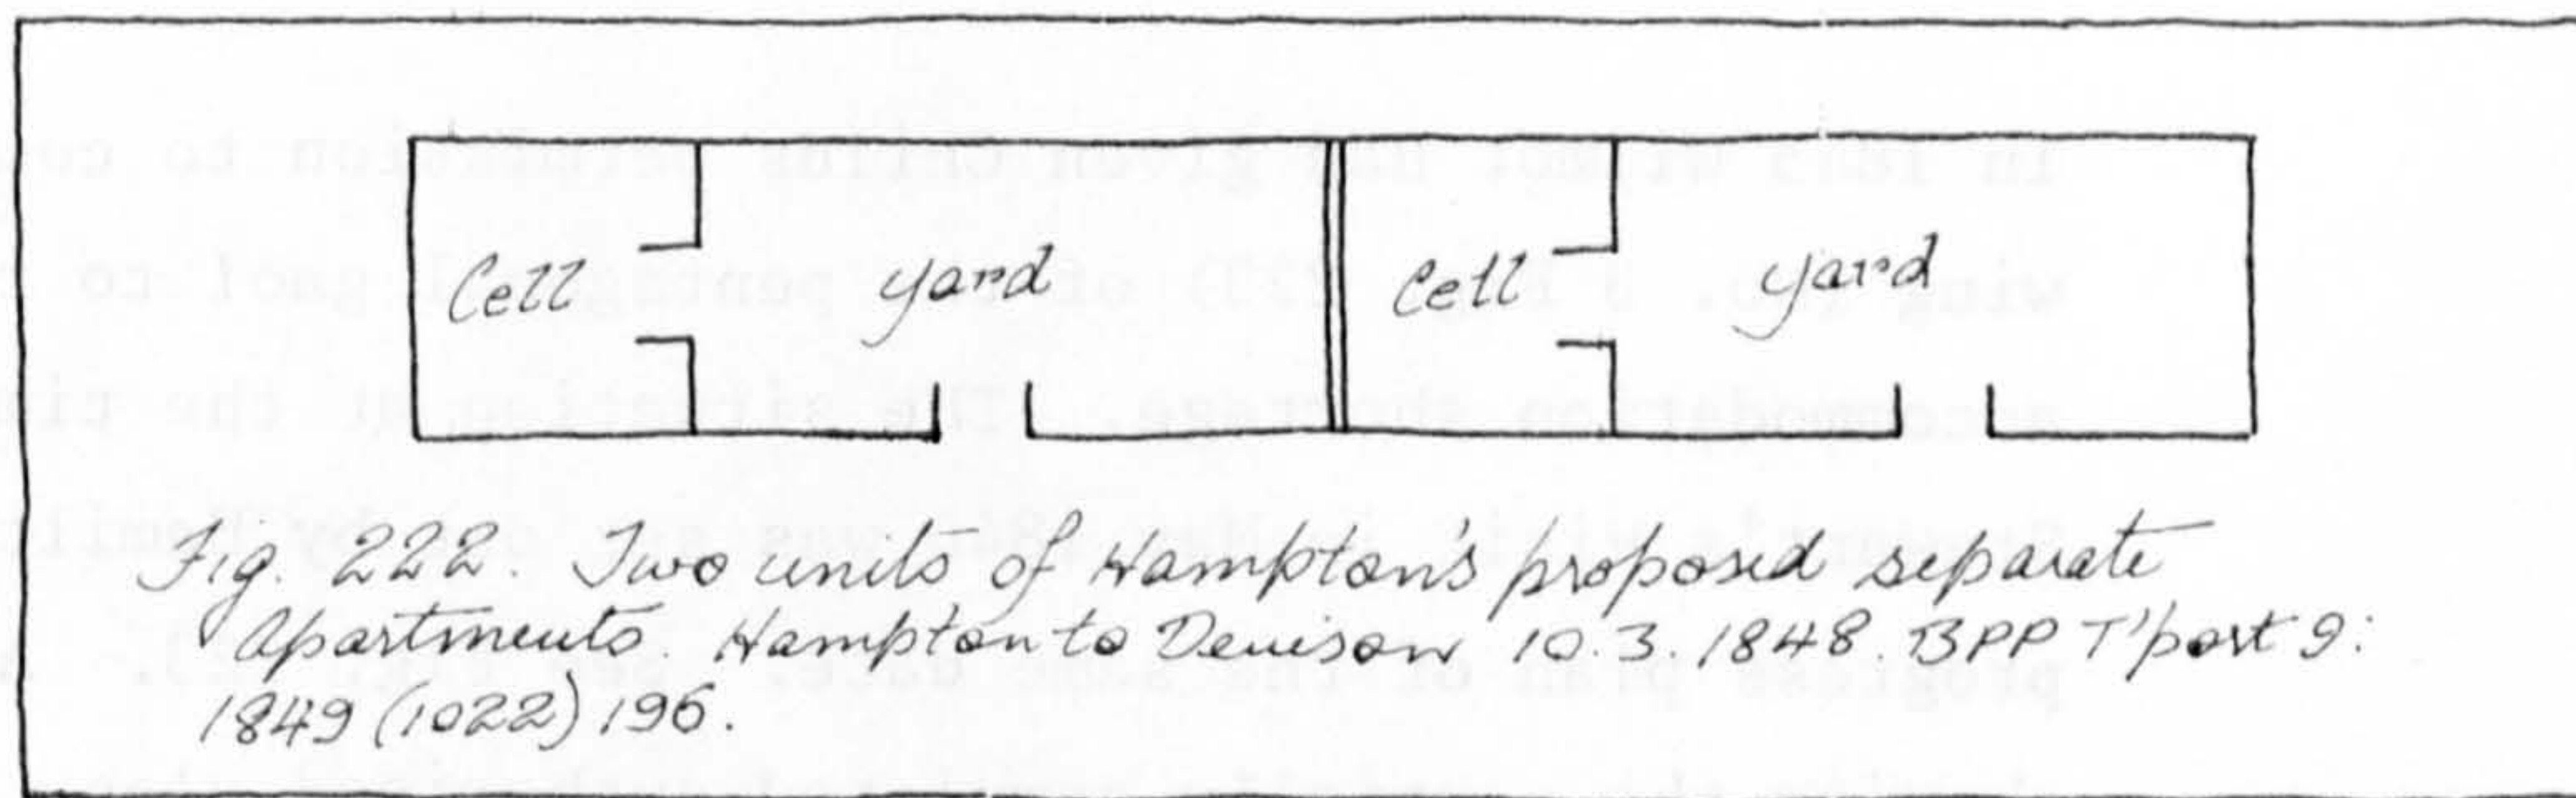 Cell yard Cell yard
Fig. 222. Two units of Hampton's proposed separate
Apartments. Hampton to Denison 10.3.1848. BPP T'port 9:
1849 (1022) 196.